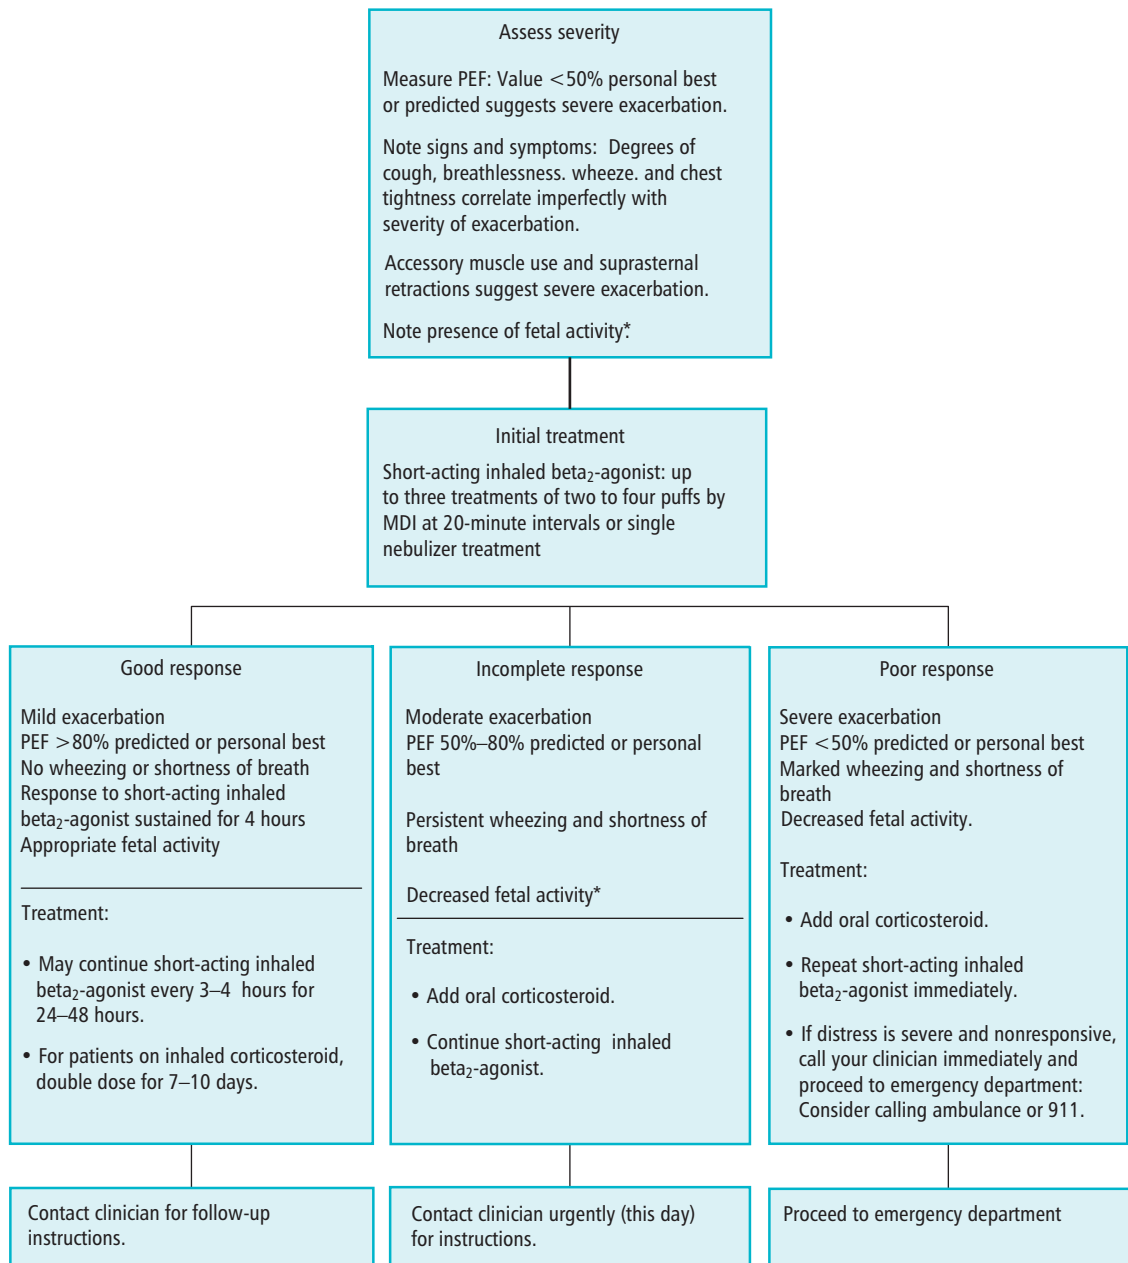 Assess severity
Measure PEF: Value <50% personal best
or predicted suggests severe exacerbation.
Note signs and symptoms: Degrees of
cough, breathlessness. wheeze. and chest
tightness correlate imperfectly with
severity of exacerbation.
Accessory muscle use and suprasternal
retractions suggest severe exacerbation.
Note presence of fetal activity*.
Initial treatment
Short-acting inhaled beta₂-agonist: up
to three treatments of two to four puffs by
MDI at 20-minute intervals or single
nebulizer treatment
Good response
Mild exacerbation
PEF >80% predicted or personal best
No wheezing or shortness of breath
Response to short-acting inhaled
beta₂-agonist sustained for 4 hours
Appropriate fetal activity
Treatment:
• May continue short-acting inhaled
beta₂-agonist every 3–4 hours for
24–48 hours.
• For patients on inhaled corticosteroid,
double dose for 7–10 days.
Contact clinician for follow-up
instructions.
Incomplete response
Moderate exacerbation
PEF 50%–80% predicted or personal
best
Persistent wheezing and shortness of
breath
Decreased fetal activity*
Treatment:
• Add oral corticosteroid.
• Continue short-acting inhaled
beta₂-agonist.
Contact clinician urgently (this day)
for instructions.
Poor response
Severe exacerbation
PEF <50% predicted or personal best
Marked wheezing and shortness of
breath
Decreased fetal activity.
Treatment:
• Add oral corticosteroid.
• Repeat short-acting inhaled
beta₂-agonist immediately.
• If distress is severe and nonresponsive,
call your clinician immediately and
proceed to emergency department:
Consider calling ambulance or 911.
Proceed to emergency department